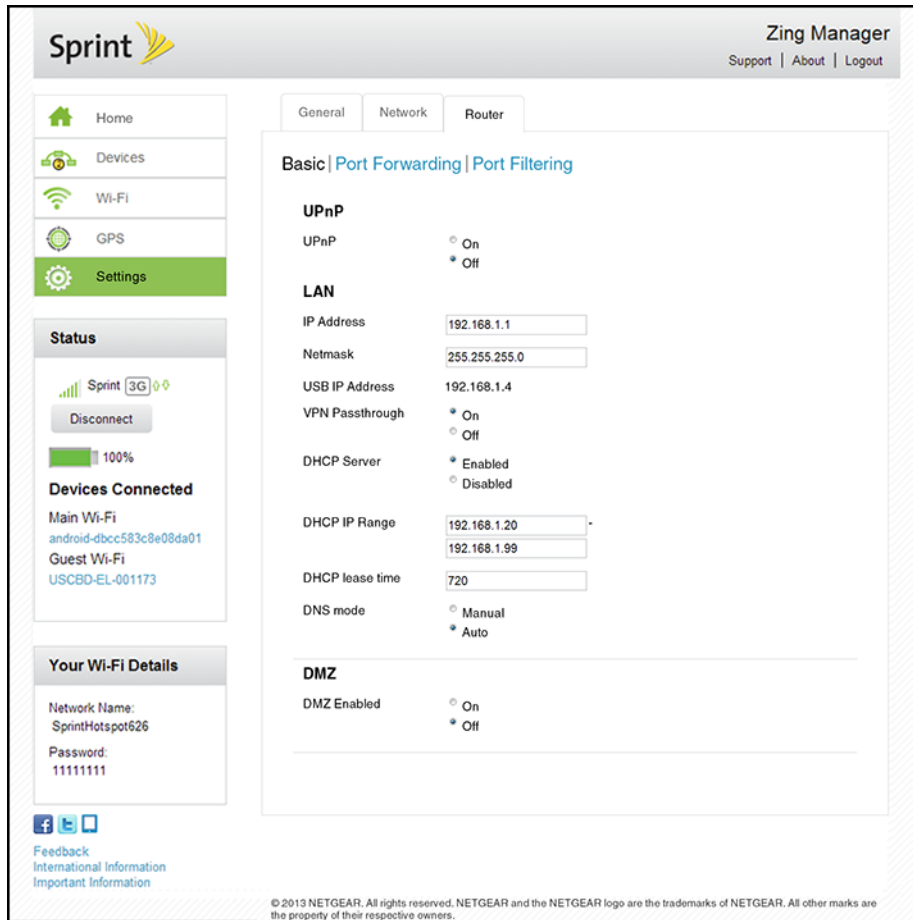 Sprint
Zing Manager
Support | About | Logout
Home
Devices
2
Wi-Fi
GPS
Settings
Status
Sprint 3G
Disconnect
100%
Devices Connected
Main Wi-Fi
android-dbcc583c8e08da01
Guest Wi-Fi
USCBD-EL-001173
Your Wi-Fi Details
Network Name:
SprintHotspot626
Password:
11111111
Feedback
International Information
Important Information
General Network Router
Basic | Port Forwarding | Port Filtering
UPnP
UPnP On
Off
LAN
IP Address 192.168.1.1
Netmask 255.255.255.0
USB IP Address 192.168.1.4
VPN Passthrough On
Off
DHCP Server Enabled
Disabled
DHCP IP Range 192.168.1.20 -
192.168.1.99
DHCP lease time 720
DNS mode Manual
Auto
DMZ
DMZ Enabled On
Off
© 2013 NETGEAR. All rights reserved. NETGEAR and the NETGEAR logo are the trademarks of NETGEAR. All other marks are
the property of their respective owners.